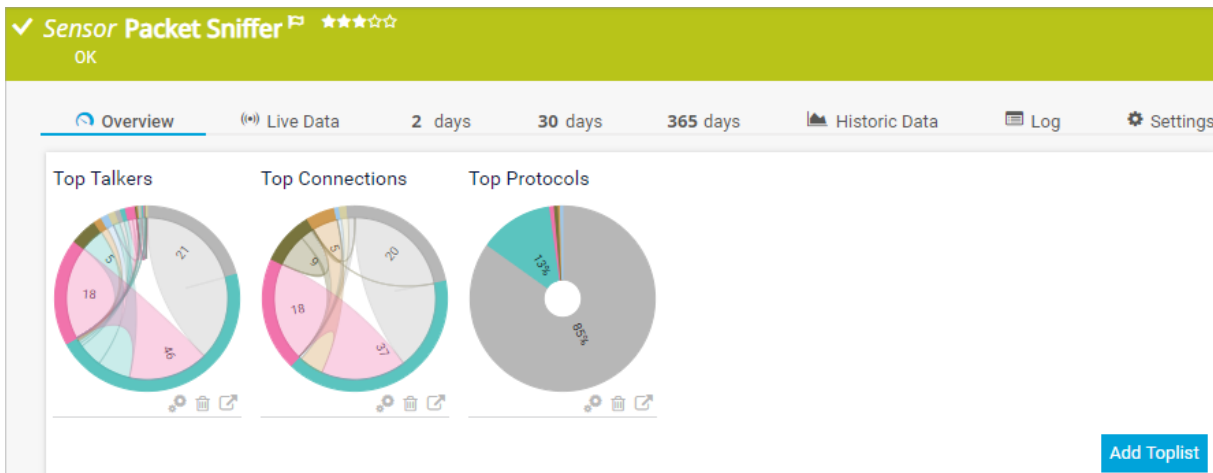 Sensor Packet Sniffer
OK
Overview
Live Data
2 days
30 days
365 days
Historic Data
Log
Settings
Top Talkers
Top Connections
Top Protocols
21
5
18
46
20
5
9
18
37
13%
85%
Add Toplist